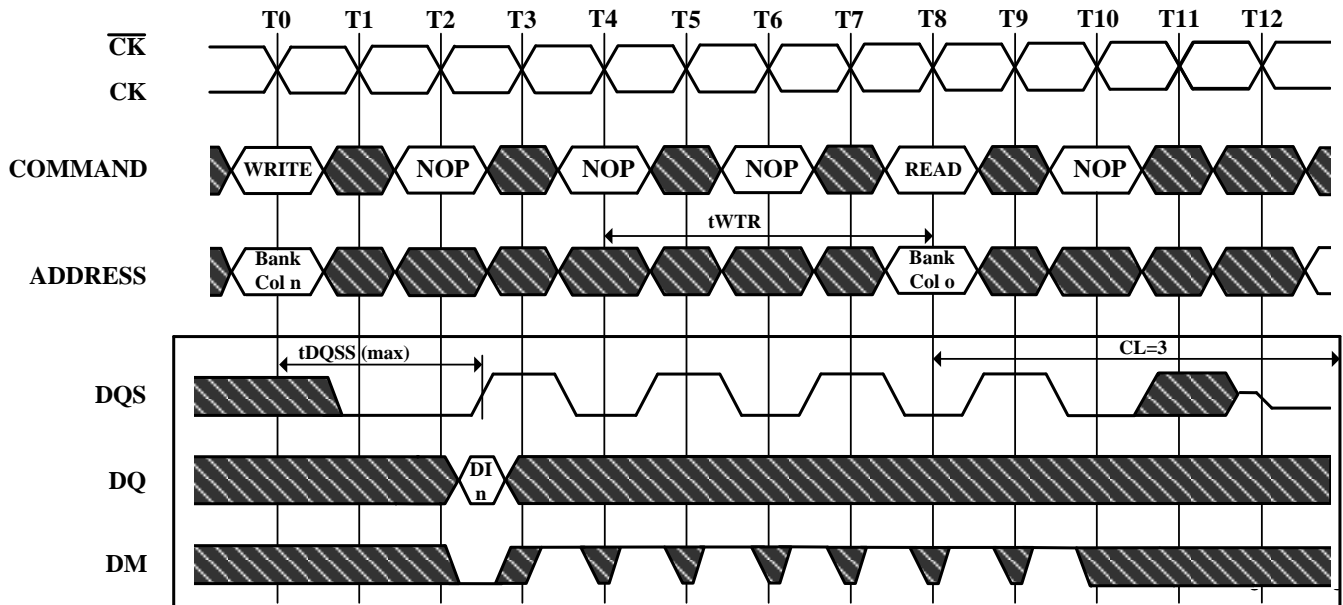 T0 T1 T2 T3 T4 T5 T6 T7 T8 T9 T10 T11 T12
CK
CK
COMMAND WRITE NOP NOP NOP READ NOP
tWTR
ADDRESS Bank Col n Bank Col o
tDQSS (max) CL=3
DQS
DQ DI n
DM